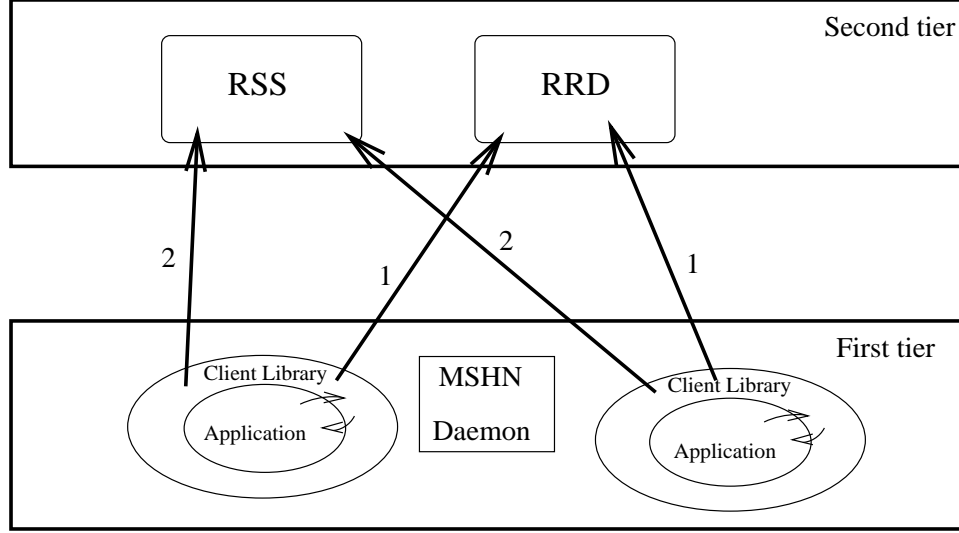 Second tier
RSS
RRD
2
1
2
1
First tier
Client Library
Application
MSHN
Daemon
Client Library
Application